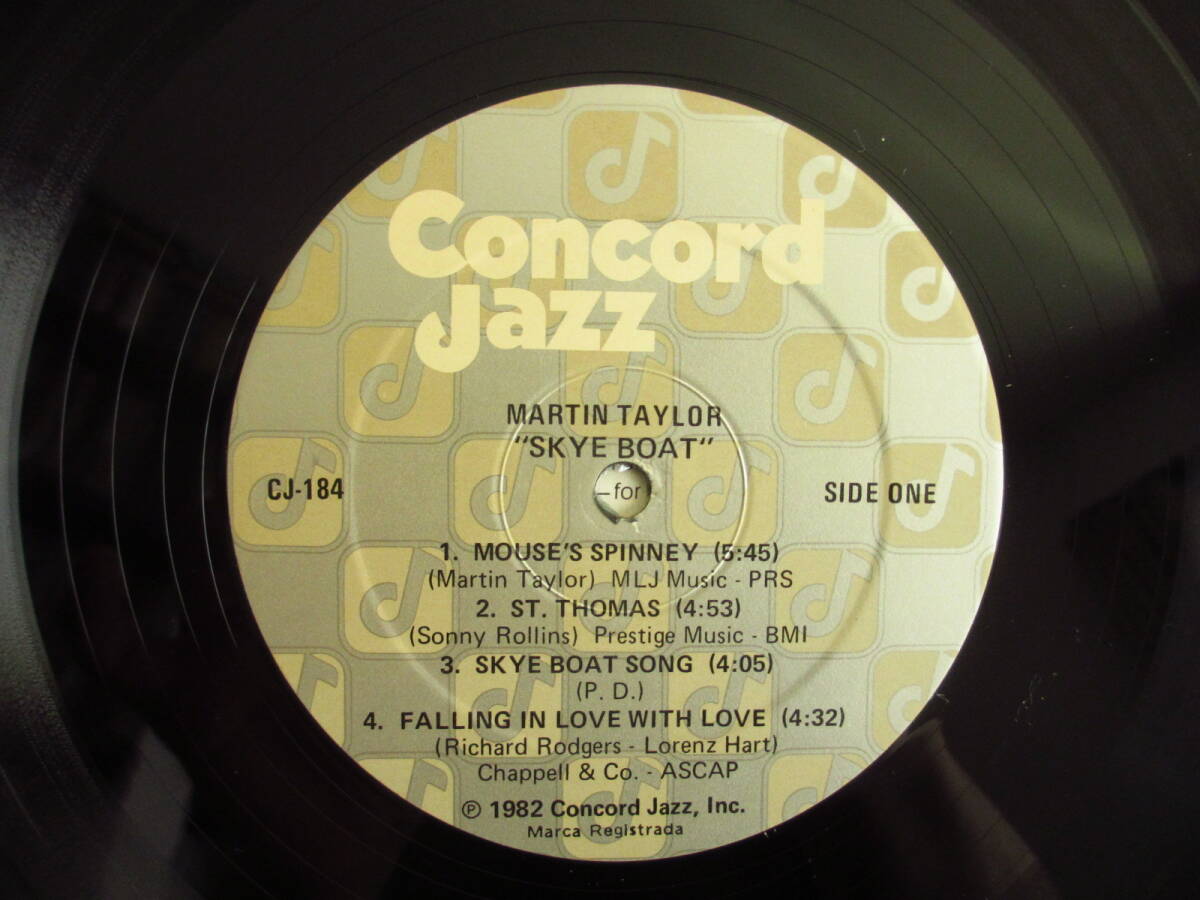 Concord
Jazz
MARTIN TAYLOR
"SKYE BOAT"
CJ-184
for
SIDE ONE
1. MOUSE'S SPINNEY (5:45)
(Martin Taylor) MLJ Music - PRS
2. ST. THOMAS (4:53)
(Sonny Rollins) Prestige Music - BMI
3. SKYE BOAT SONG (4:05)
(P. D.)
4. FALLING IN LOVE WITH LOVE (4:32)
(Richard Rodgers - Lorenz Hart)
Chappell & Co. - ASCAP
℗ 1982 Concord Jazz, Inc.
Marca Registrada